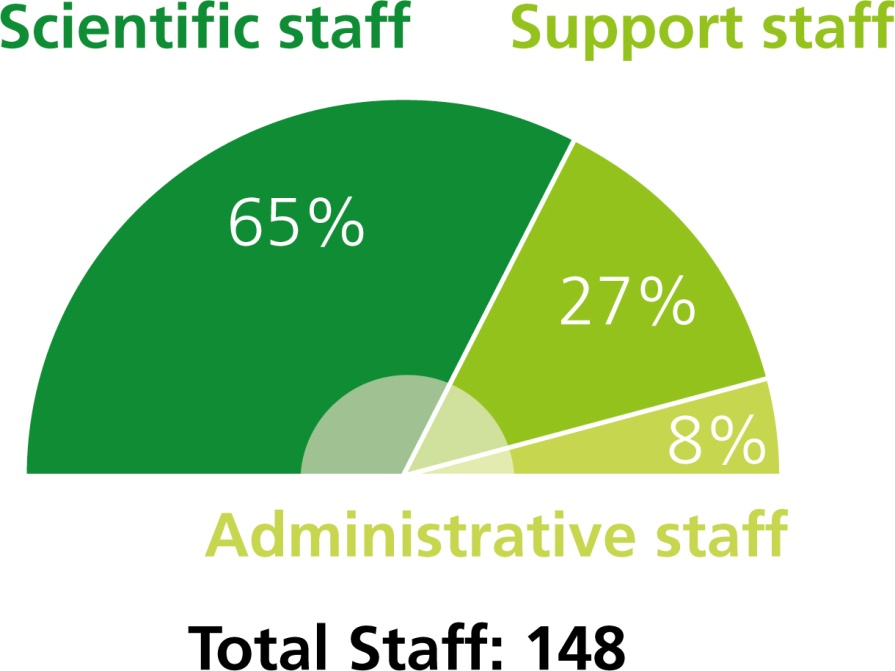 Scientific staff
Support staff
65%
27%
8%
Administrative staff
Total Staff: 148